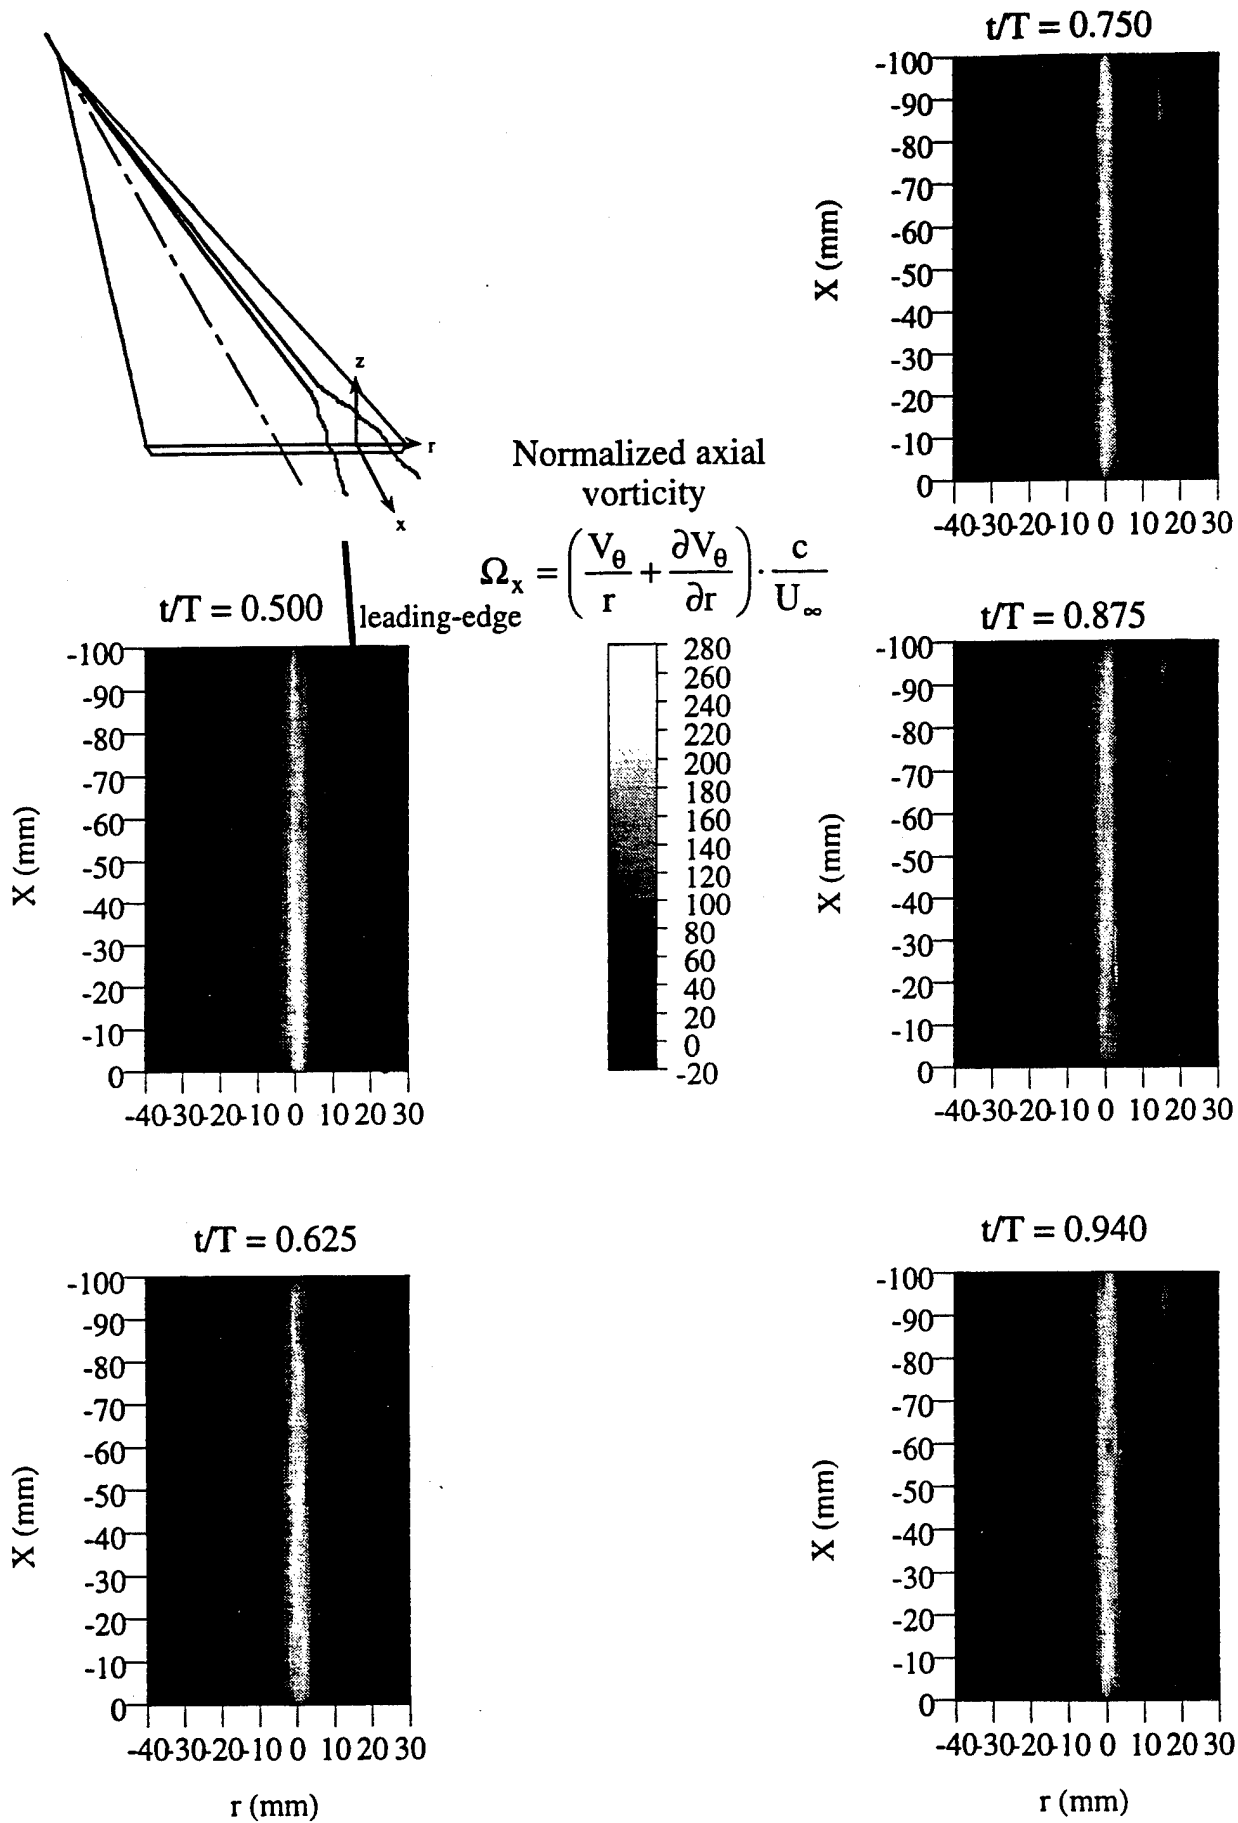 z
r
x
Normalized axial
vorticity
Ωx = (Vθ/r + ∂Vθ/∂r) · c/U∞
leading-edge
280
260
240
220
200
180
160
140
120
100
80
60
40
20
0
-20
t/T = 0.500
X (mm)
-100
-90
-80
-70
-60
-50
-40
-30
-20
-10
0
-40-30-20-10 0 10 20 30
t/T = 0.625
X (mm)
-100
-90
-80
-70
-60
-50
-40
-30
-20
-10
0
-40-30-20-10 0 10 20 30
r (mm)
t/T = 0.750
X (mm)
-100
-90
-80
-70
-60
-50
-40
-30
-20
-10
0
-40-30-20-10 0 10 20 30
t/T = 0.875
X (mm)
-100
-90
-80
-70
-60
-50
-40
-30
-20
-10
0
-40-30-20-10 0 10 20 30
t/T = 0.940
X (mm)
-100
-90
-80
-70
-60
-50
-40
-30
-20
-10
0
-40-30-20-10 0 10 20 30
r (mm)